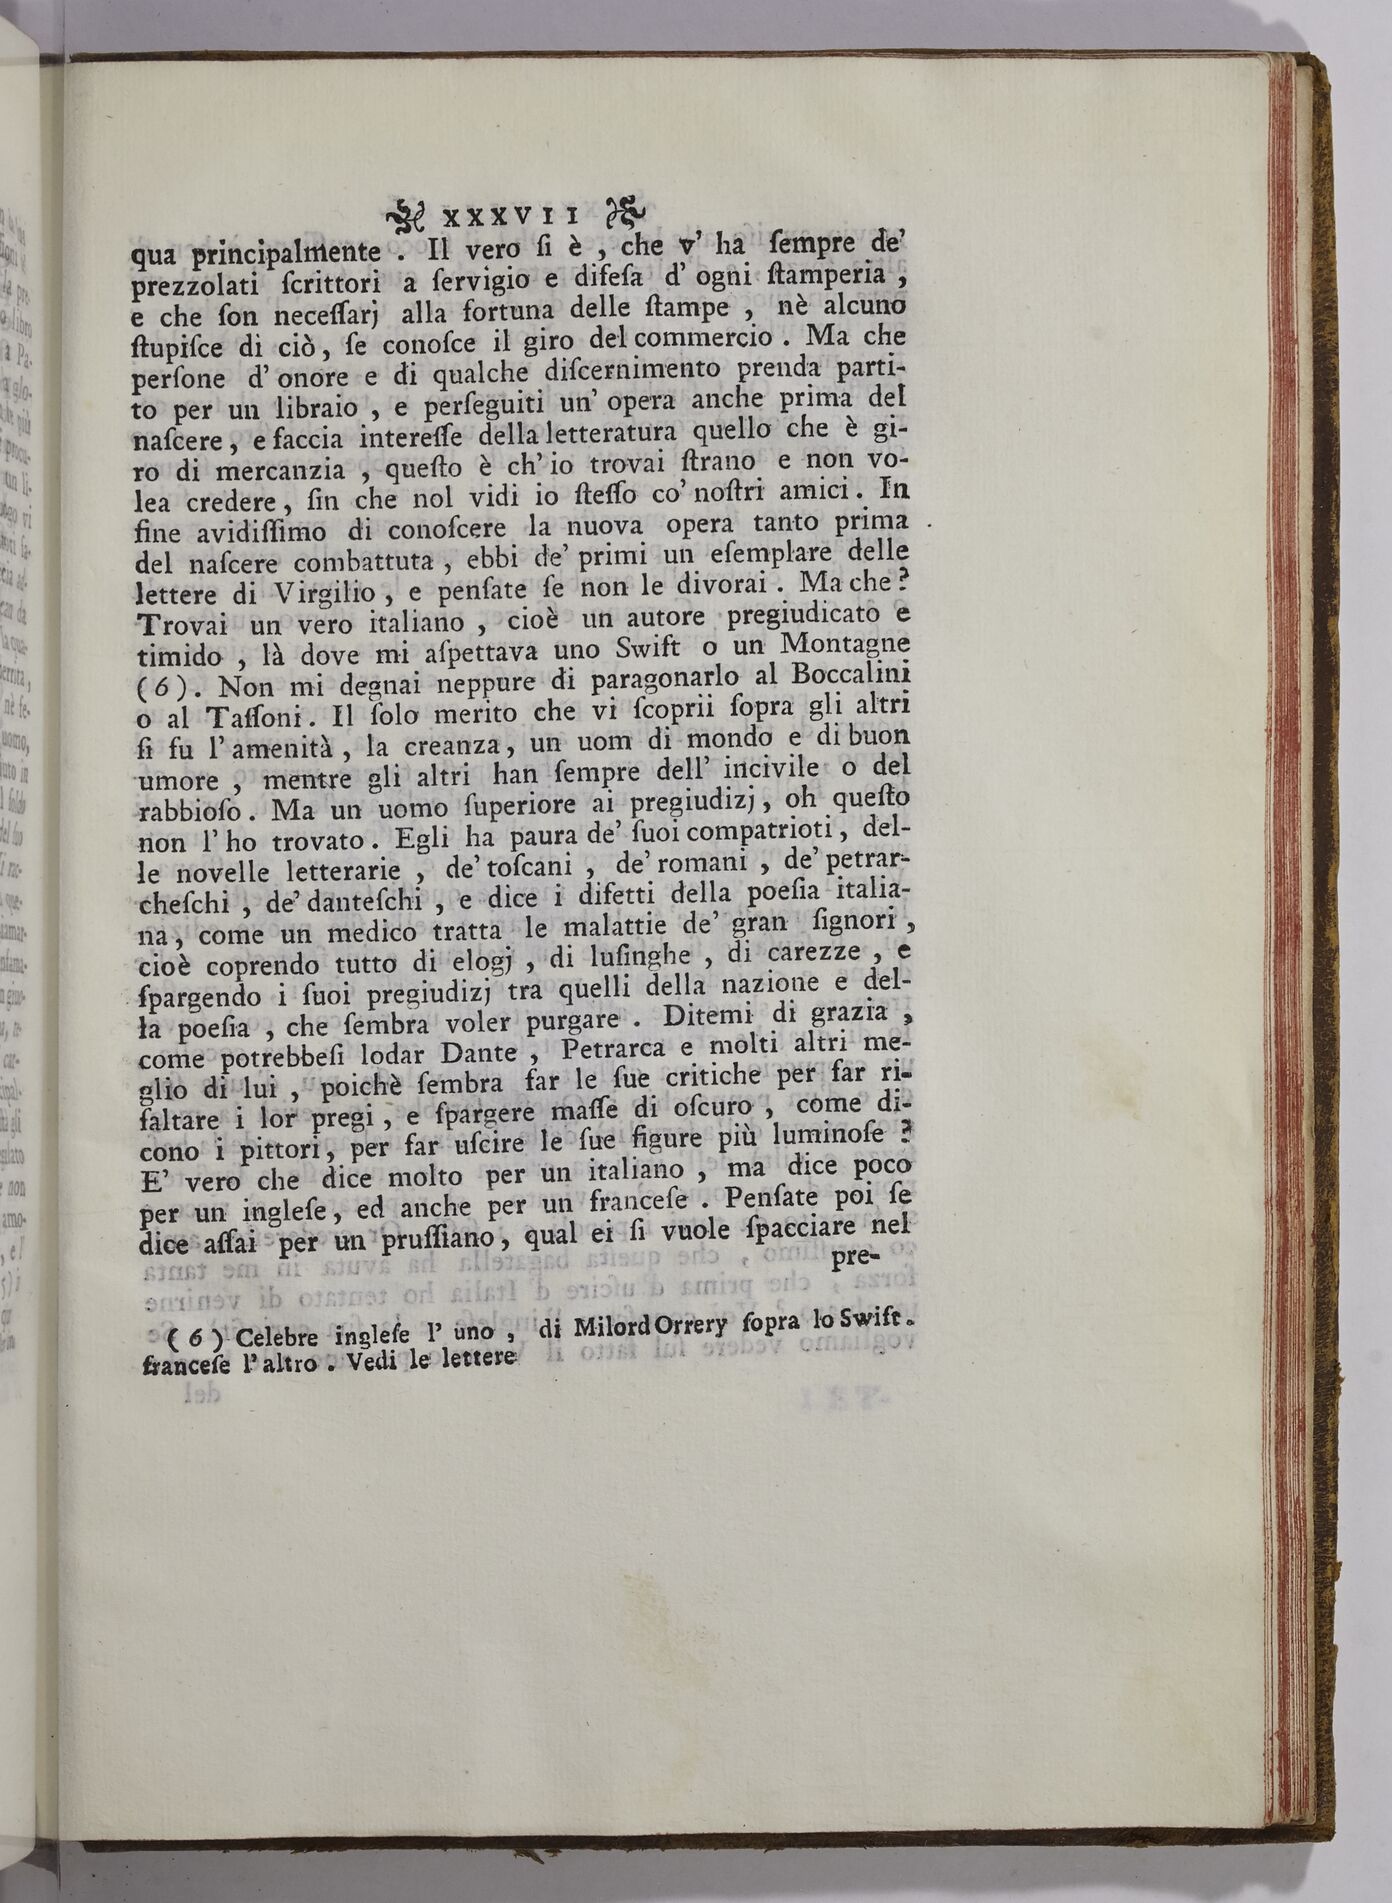 XXXVII
qua principalmente . Il vero ſi è , che v' ha ſempre de'
prezzolati ſcrittori a ſervigio e difeſa d' ogni ſtamperia ,
e che ſon neceſſarj alla fortuna delle ſtampe , nè alcuno
ſtupiſce di ciò, ſe conoſce il giro del commercio . Ma che
perſone d' onore e di qualche diſcernimento prenda parti-
to per un libraio , e perſeguiti un' opera anche prima del
naſcere, e faccia intereſſe della letteratura quello che è gi-
ro di mercanzia , queſto è ch' io trovai ſtrano e non vo-
lea credere, ſin che nol vidi io ſteſſo co' noſtri amici. In
fine avidiſſimo di conoſcere la nuova opera tanto prima
del naſcere combattuta , ebbi de' primi un eſemplare delle
lettere di Virgilio , e penſate ſe non le divorai . Ma che?
Trovai un vero italiano , cioè un autore pregiudicato e
timido , là dove mi aſpettava uno Swift o un Montagne
(6). Non mi degnai neppure di paragonarlo al Boccalini
o al Taſſoni. Il ſolo merito che vi ſcoprii ſopra gli altri
ſi fu l' amenità , la creanza, un uom di mondo e di buon
umore , mentre gli altri han ſempre dell' incivile o del
rabbioſo. Ma un uomo ſuperiore ai pregiudizj, oh queſto
non l' ho trovato . Egli ha paura de' ſuoi compatrioti, del-
le novelle letterarie , de' toſcani , de' romani , de' petrar-
cheſchi , de' danteſchi , e dice i difetti della poeſia italia-
na, come un medico tratta le malattie de' gran ſignori ,
cioè coprendo tutto di elogj , di luſinghe , di carezze , e
ſpargendo i ſuoi pregiudizj tra quelli della nazione e del-
la poeſia , che ſembra voler purgare . Ditemi di grazia ,
come potrebbeſi lodar Dante , Petrarca e molti altri me-
glio di lui , poichè ſembra far le ſue critiche per far ri-
ſaltare i lor pregi , e ſpargere maſſe di oſcuro , come di-
cono i pittori, per far uſcire le ſue figure più luminoſe ?
E' vero che dice molto per un italiano , ma dice poco
per un ingleſe, ed anche per un franceſe . Penſate poi ſe
dice aſſai per un pruſſiano, qual ei ſi vuole ſpacciare nel
pre-
(6) Celebre ingleſe l' uno , di Milord Orrery ſopra lo Swift.
franceſe l' altro . Vedi le lettere